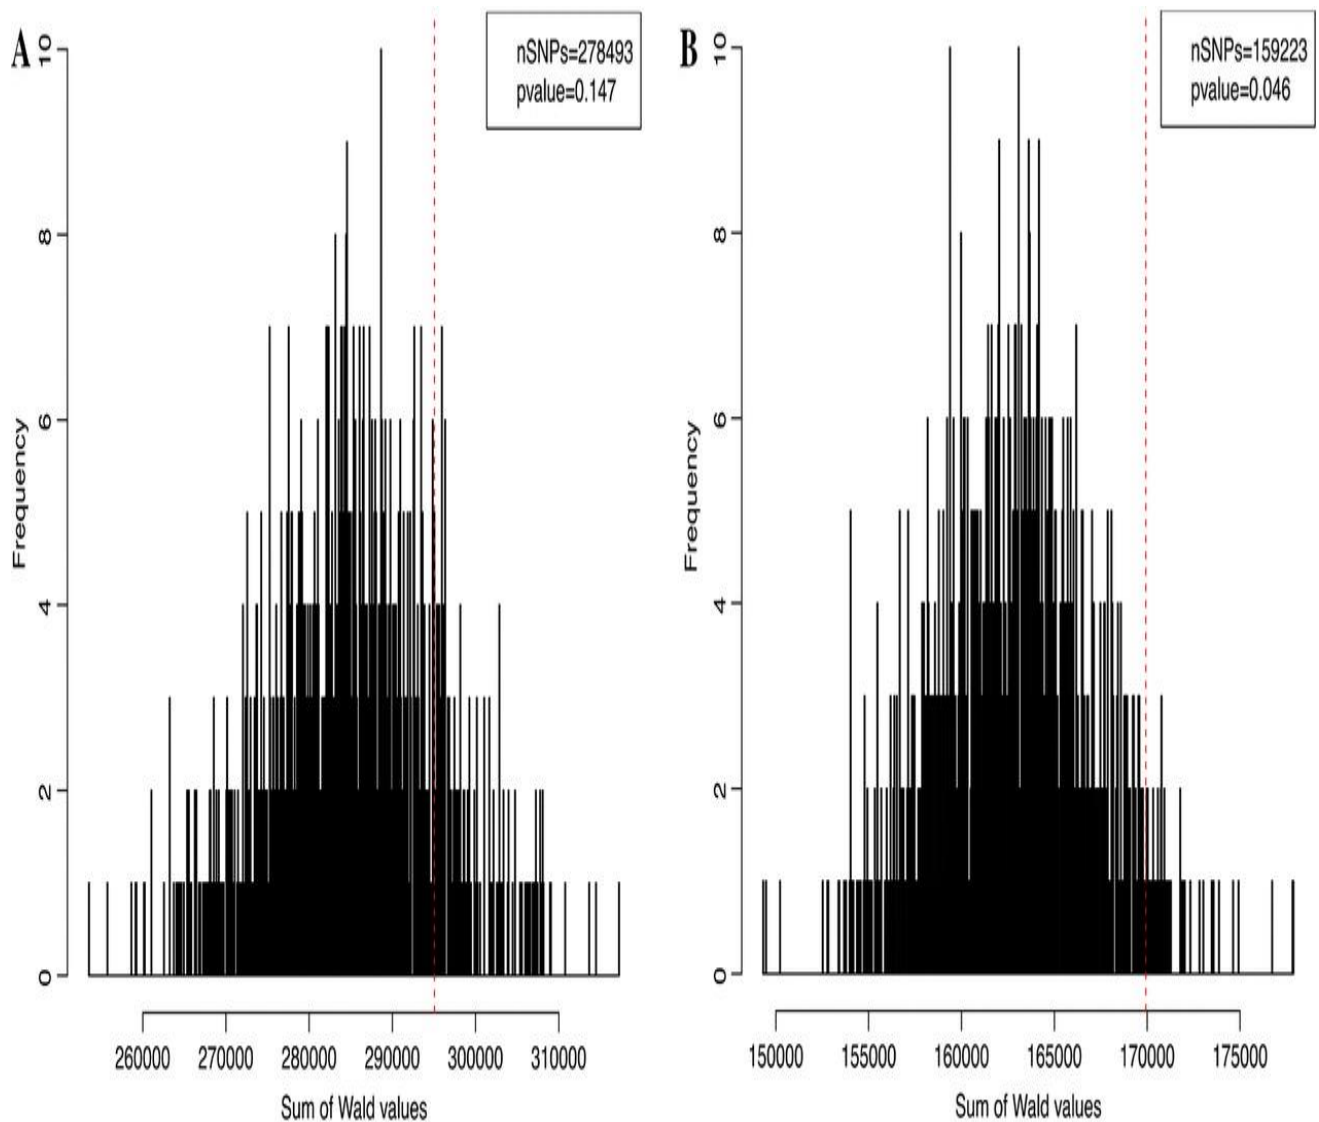 A
nSNPs=278493
pvalue=0.147
Frequency
0
2
4
6
8
10
260000 270000 280000 290000 300000 310000
Sum of Wald values
B
nSNPs=159223
pvalue=0.046
Frequency
0
2
4
6
8
10
150000 155000 160000 165000 170000 175000
Sum of Wald values